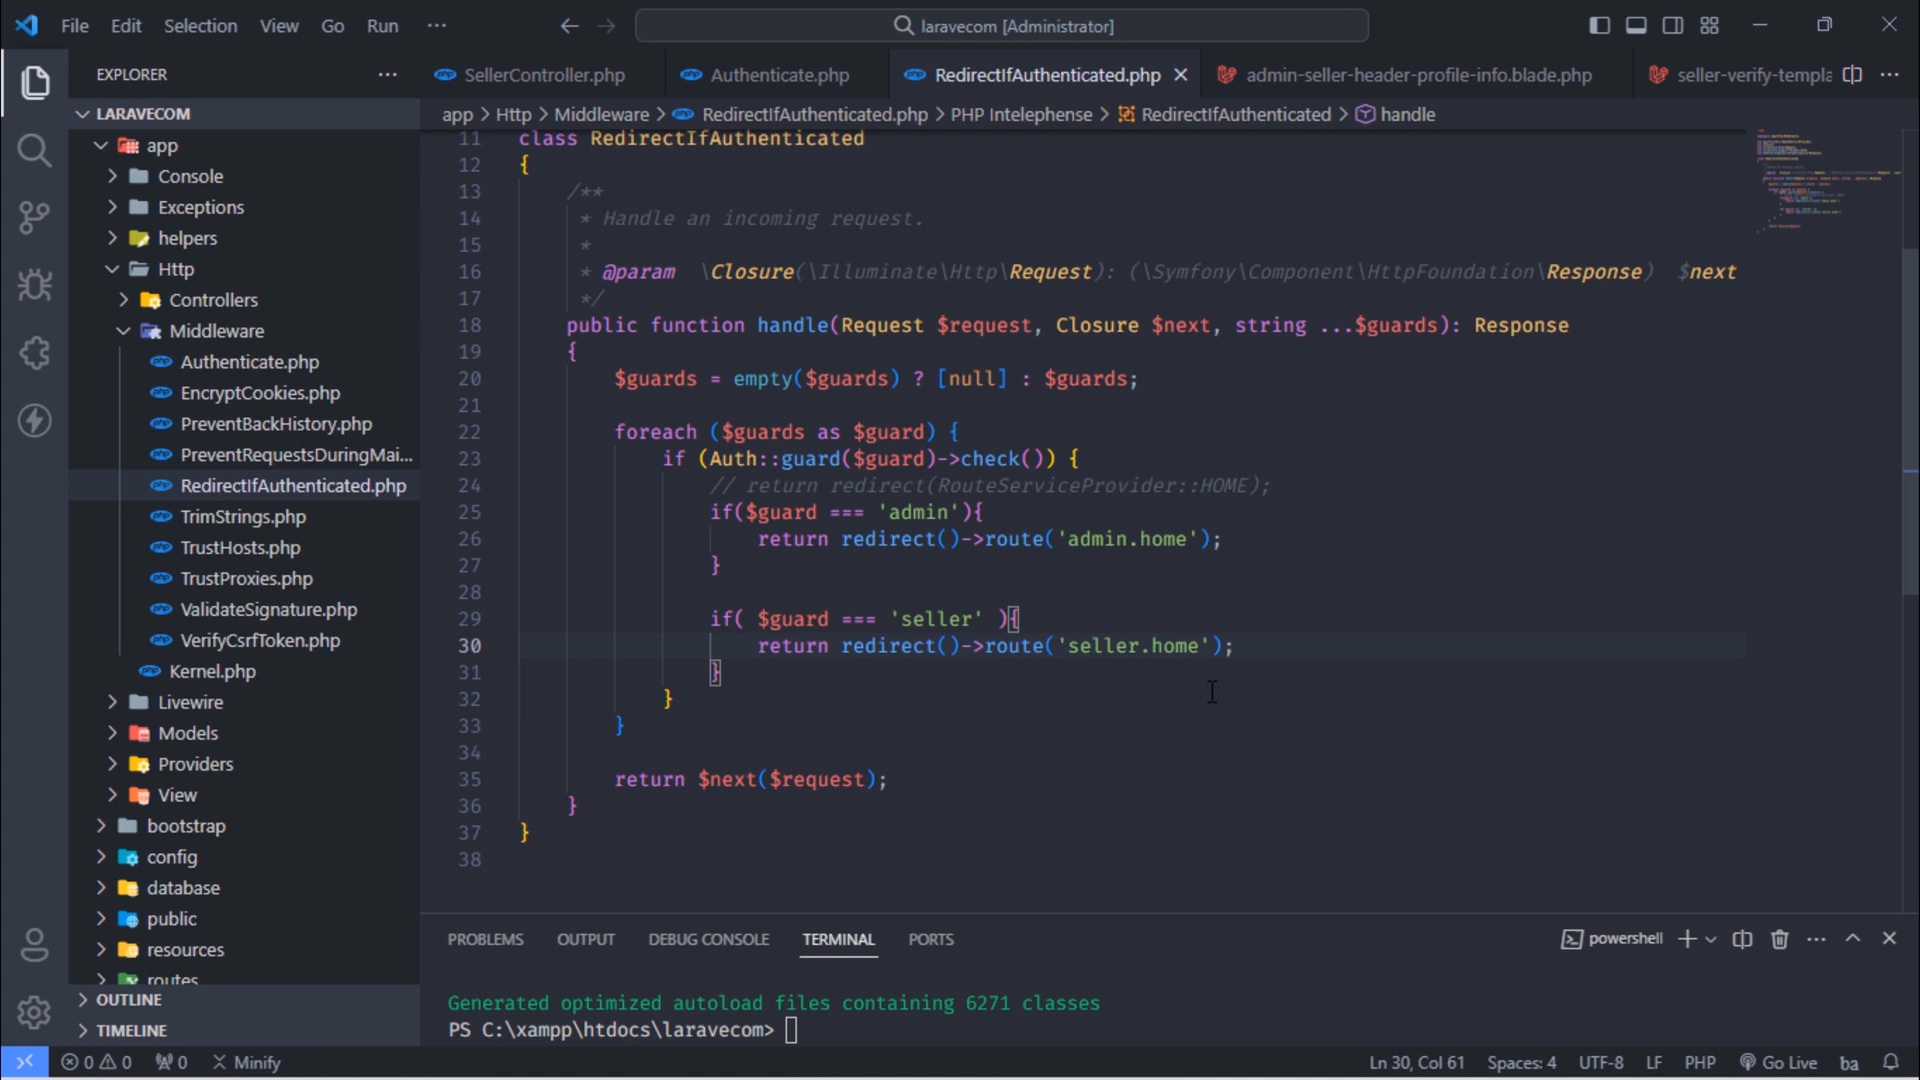 File Edit Selection View Go Run ···
laravecom [Administrator]
EXPLORER ···
SellerController.php
Authenticate.php
RedirectIfAuthenticated.php
admin-seller-header-profile-info.blade.php
seller-verify-templa
LARAVECOM
app > Http > Middleware > RedirectIfAuthenticated.php > PHP Intelephense > RedirectIfAuthenticated > handle
app
Console
Exceptions
helpers
Http
Controllers
Middleware
Authenticate.php
EncryptCookies.php
PreventBackHistory.php
PreventRequestsDuringMai...
RedirectIfAuthenticated.php
TrimStrings.php
TrustHosts.php
TrustProxies.php
ValidateSignature.php
VerifyCsrfToken.php
Kernel.php
Livewire
Models
Providers
View
bootstrap
config
database
public
resources
routes
OUTLINE
TIMELINE
11 class RedirectIfAuthenticated
12 {
13 /**
14 * Handle an incoming request.
15 *
16 * @param \Closure(\Illuminate\Http\Request): (\Symfony\Component\HttpFoundation\Response) $next
17 */
18 public function handle(Request $request, Closure $next, string ...$guards): Response
19 {
20 $guards = empty($guards) ? [null] : $guards;
21
22 foreach ($guards as $guard) {
23 if (Auth::guard($guard)->check()) {
24 // return redirect(RouteServiceProvider::HOME);
25 if($guard === 'admin'){
26 return redirect()->route('admin.home');
27 }
28
29 if( $guard === 'seller' ){
30 return redirect()->route('seller.home');
31 }
32 }
33 }
34
35 return $next($request);
36 }
37 }
38
PROBLEMS OUTPUT DEBUG CONSOLE TERMINAL PORTS
powershell
Generated optimized autoload files containing 6271 classes
PS C:\xampp\htdocs\laravecom>
0 0 0 Minify
Ln 30, Col 61 Spaces: 4 UTF-8 LF PHP Go Live ba